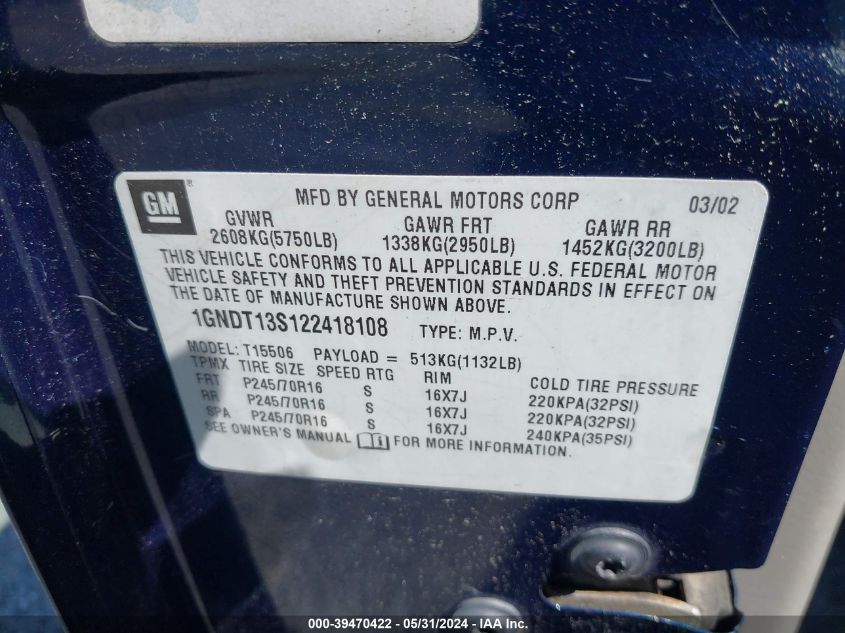 GM ® MFD BY GENERAL MOTORS CORP 03/02
GVWR GAWR FRT GAWR RR
2608KG(5750LB) 1338KG(2950LB) 1452KG(3200LB)
THIS VEHICLE CONFORMS TO ALL APPLICABLE U.S. FEDERAL MOTOR
VEHICLE SAFETY AND THEFT PREVENTION STANDARDS IN EFFECT ON
THE DATE OF MANUFACTURE SHOWN ABOVE.
1GNDT13S122418108 TYPE: M.P.V.
MODEL: T15506 PAYLOAD = 513KG(1132LB)
TPMX TIRE SIZE SPEED RTG RIM COLD TIRE PRESSURE
FRT P245/70R16 S 16X7J 220KPA(32PSI)
RR P245/70R16 S 16X7J 220KPA(32PSI)
SPA P245/70R16 S 16X7J 240KPA(35PSI)
SEE OWNER'S MANUAL FOR MORE INFORMATION.
000-39470422 - 05/31/2024 - IAA Inc.